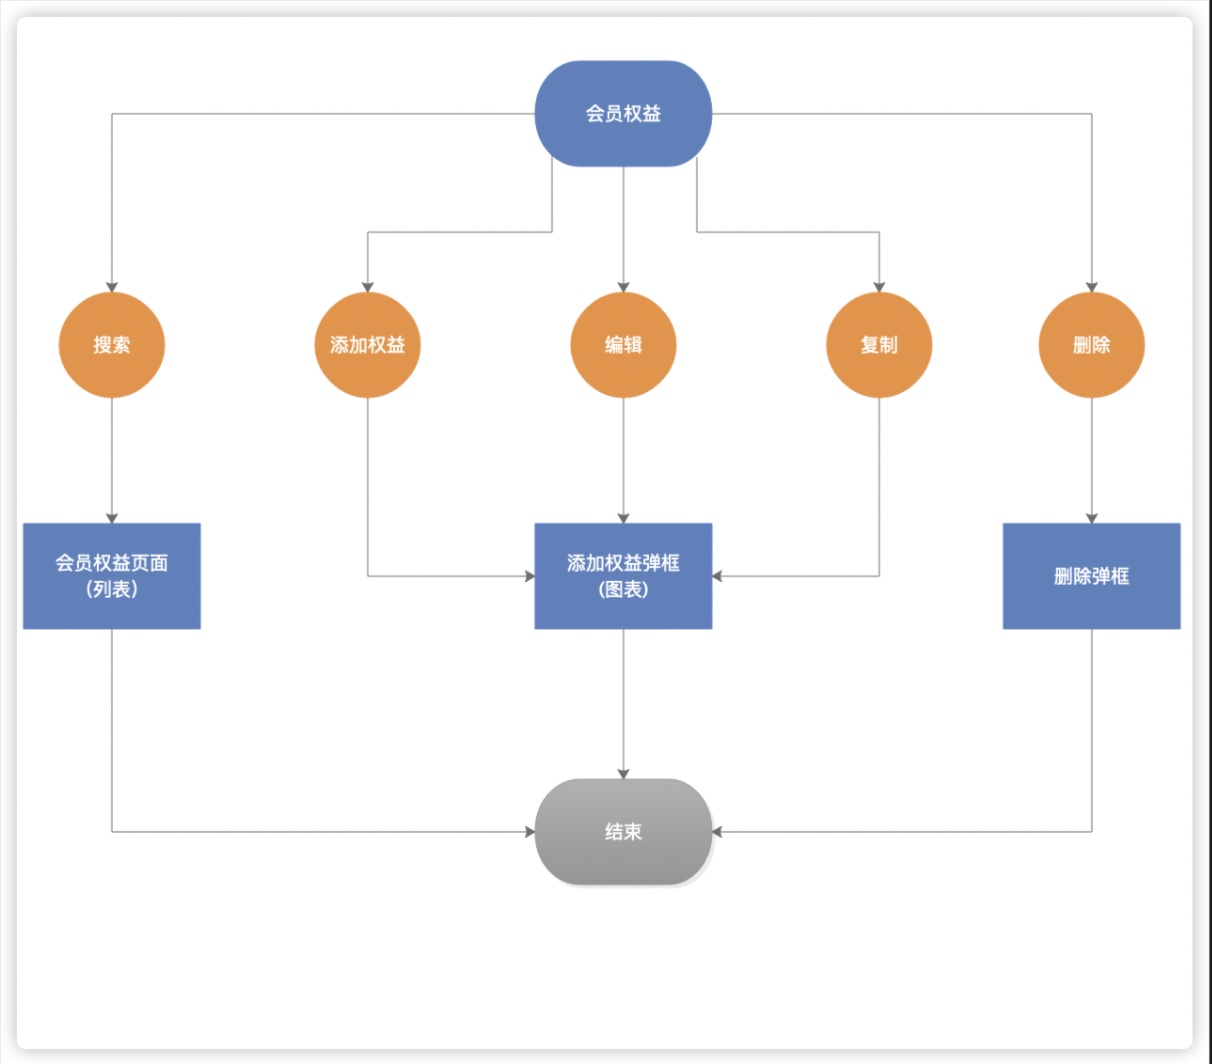 会员权益
搜索
添加权益
编辑
复制
删除
会员权益页面
（列表）
添加权益弹框
(图表)
删除弹框
结束